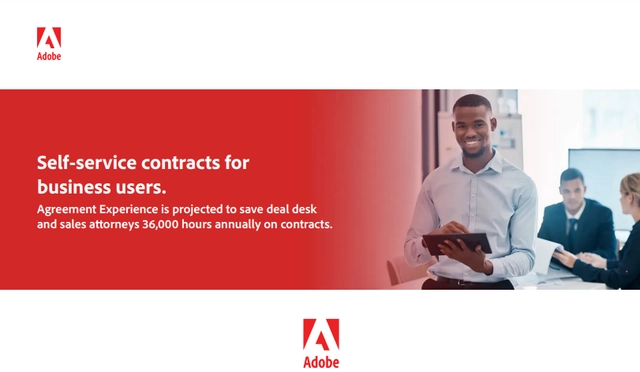 Adobe
Self-service contracts for
business users.
Agreement Experience is projected to save deal desk
and sales attorneys 36,000 hours annually on contracts.
Adobe